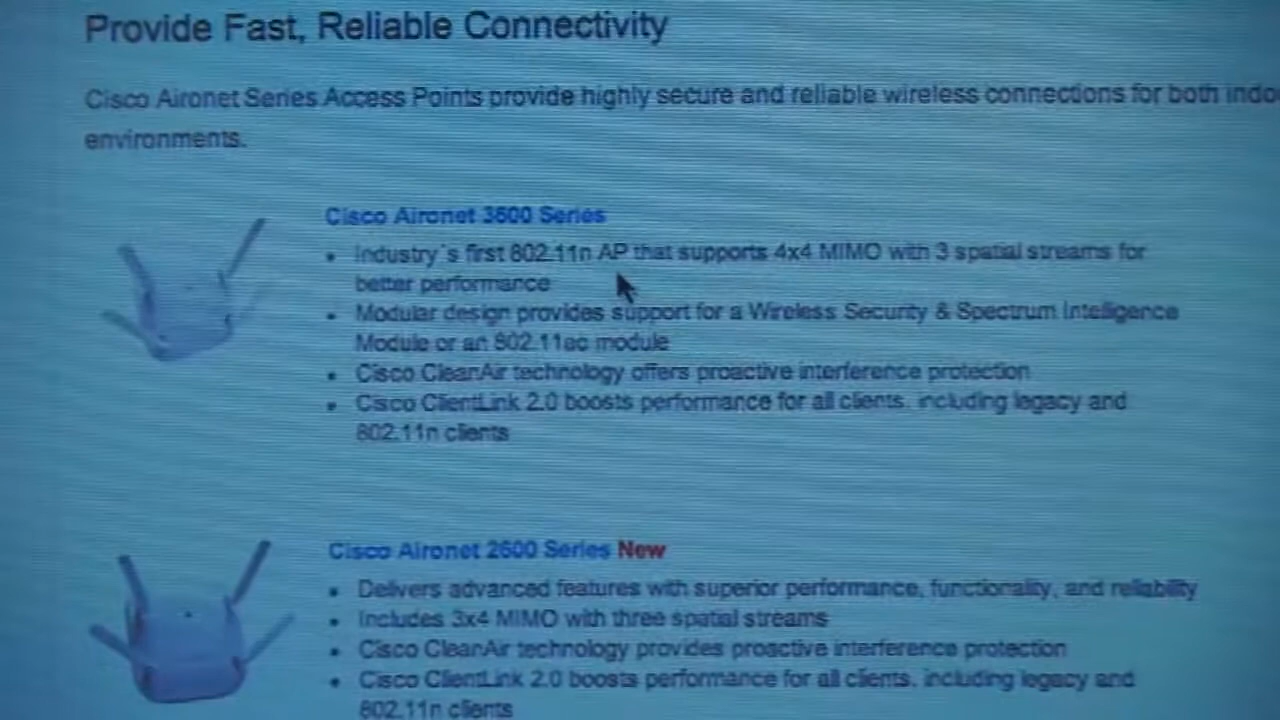 Provide Fast, Reliable Connectivity
Cisco Aironet Series Access Points provide highly secure and reliable wireless connections for both indo
environments.
Cisco Aironet 3600 Series
Industry's first 802.11n AP that supports 4x4 MIMO with 3 spatial streams for
better performance
Modular design provides support for a Wireless Security & Spectrum Intelligence
Module or an 802.11ac module
Cisco ClearAir technology offers proactive interference protection
Cisco ClientLink 2.0 boosts performance for all clients, including legacy and
802.11n clients
Cisco Aironet 2600 Series New
Delivers advanced features with superior performance, functionality, and reliability
Includes 3x4 MIMO with three spatial streams
Cisco ClearAir technology provides proactive interference protection
Cisco ClientLink 2.0 boosts performance for all clients, including legacy and
802.11n clients